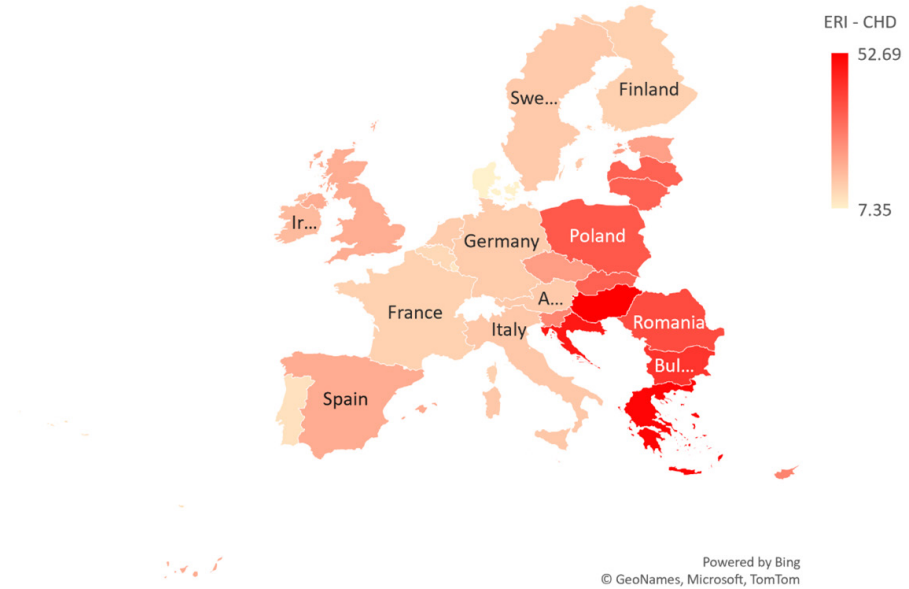 ERI - CHD
52.69
7.35
Finland
Swe...
Ir...
Germany
Poland
A...
France
Italy
Romania
Bul...
Spain
Powered by Bing
© GeoNames, Microsoft, TomTom